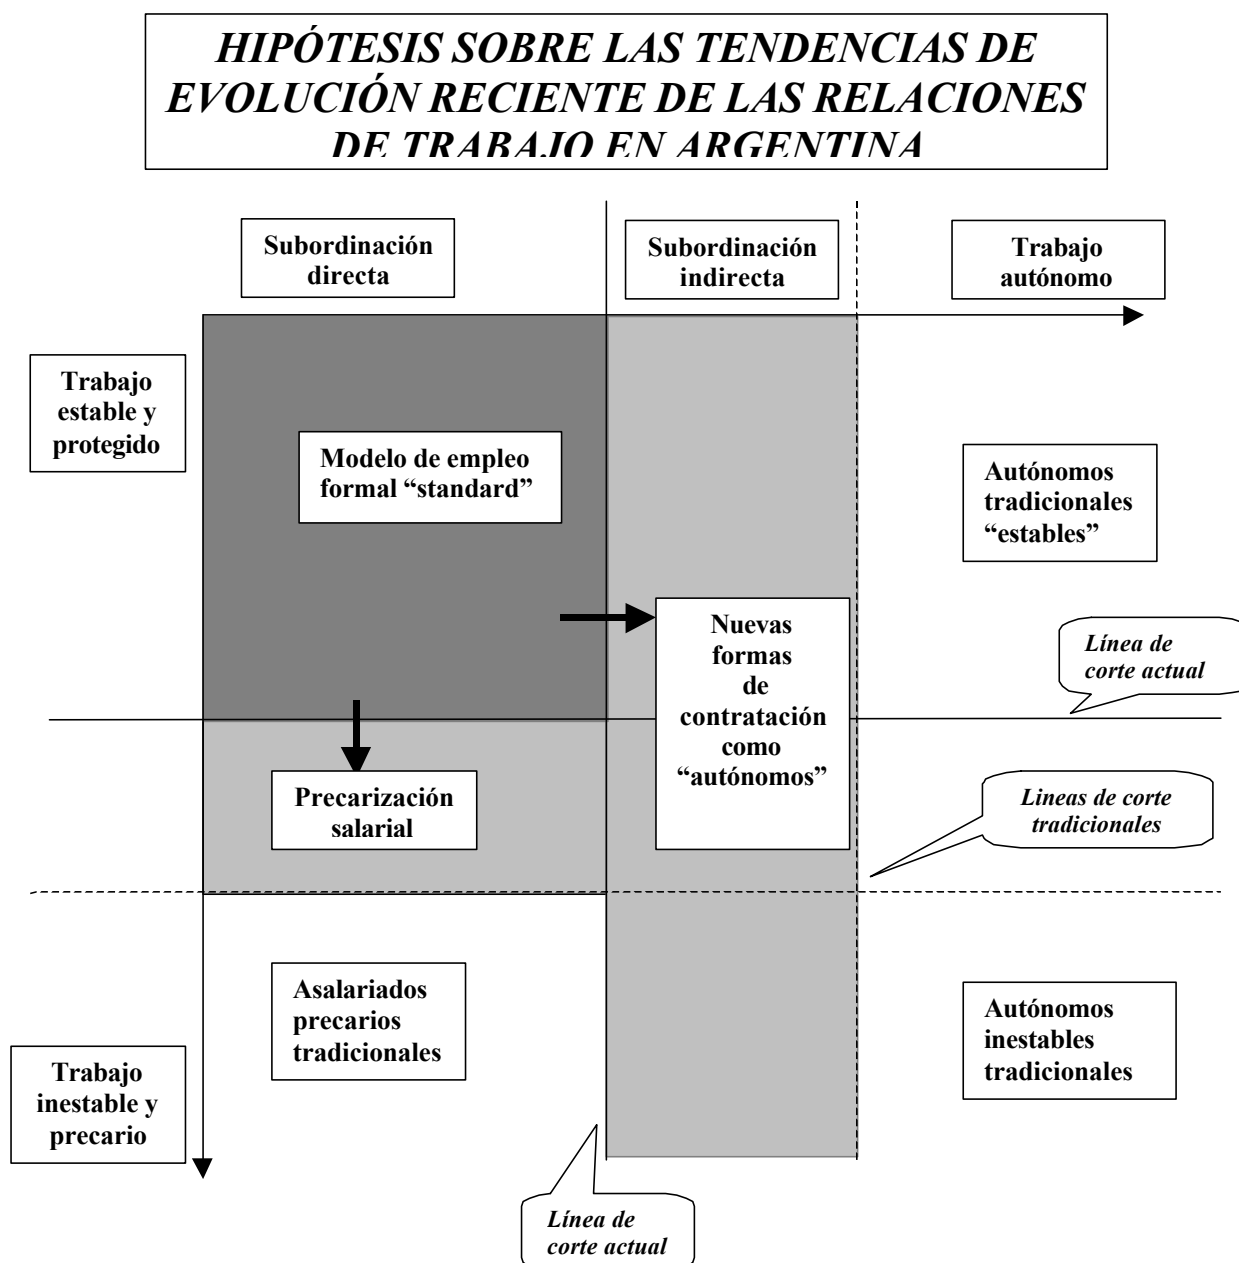 HIPÓTESIS SOBRE LAS TENDENCIAS DE
EVOLUCIÓN RECIENTE DE LAS RELACIONES
DE TRABAJO EN ARGENTINA
Subordinación
directa
Subordinación
indirecta
Trabajo
autónomo
Trabajo
estable y
protegido
Modelo de empleo
formal “standard”
Autónomos
tradicionales
“estables”
Nuevas
formas
de
contratación
como
“autónomos”
Línea de
corte actual
Precarización
salarial
Lineas de corte
tradicionales
Asalariados
precarios
tradicionales
Autónomos
inestables
tradicionales
Trabajo
inestable y
precario
Línea de
corte actual